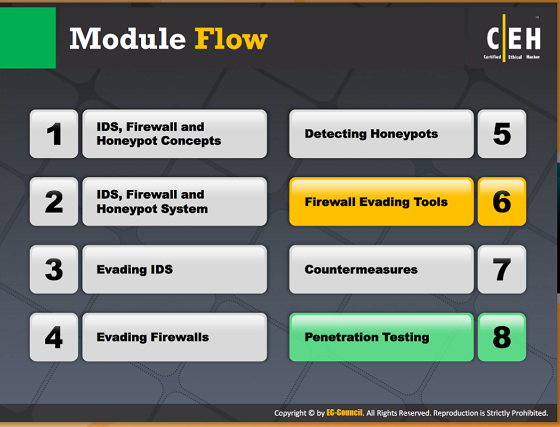 Module Flow
C|EH
Certified Ethical Hacker
1
IDS, Firewall and
Honeypot Concepts
2
IDS, Firewall and
Honeypot System
3
Evading IDS
4
Evading Firewalls
Detecting Honeypots
5
Firewall Evading Tools
6
Countermeasures
7
Penetration Testing
8
Copyright © by EC-Council. All Rights Reserved. Reproduction is Strictly Prohibited.